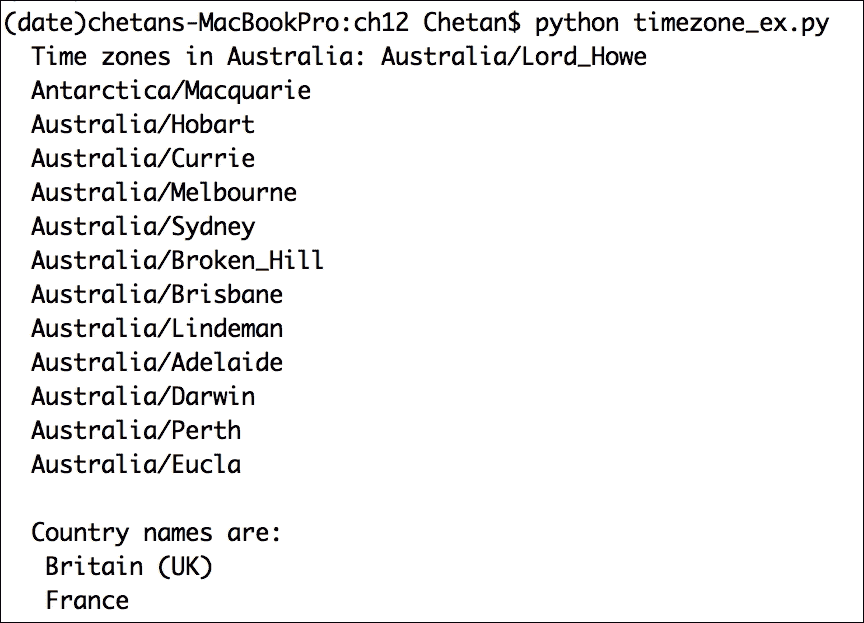 (date)chetans-MacBookPro:ch12 Chetan$ python timezone_ex.py
Time zones in Australia: Australia/Lord_Howe
Antarctica/Macquarie
Australia/Hobart
Australia/Currie
Australia/Melbourne
Australia/Sydney
Australia/Broken_Hill
Australia/Brisbane
Australia/Lindeman
Australia/Adelaide
Australia/Darwin
Australia/Perth
Australia/Eucla
Country names are:
Britain (UK)
France